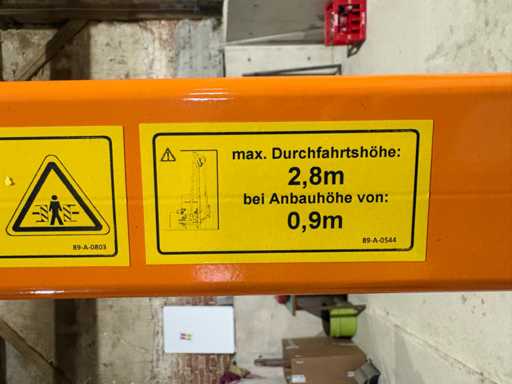 max. Durchfahrtshöhe:
2,8m
bei Anbauhöhe von:
0,9m
89-A-0544
89-A-0803